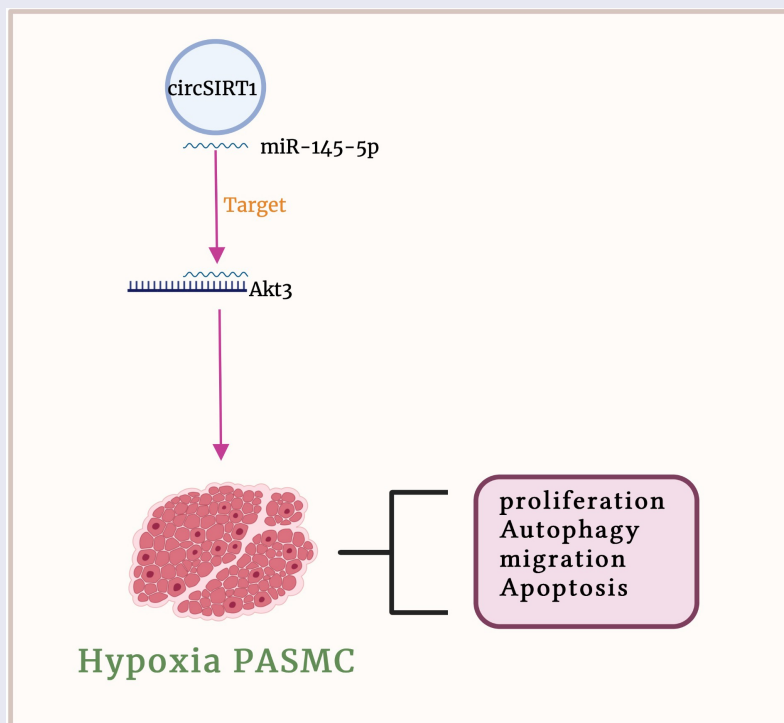 circSIRT1
miR-145-5p
Target
Akt3
proliferation
Autophagy
migration
Apoptosis
Hypoxia PASMC